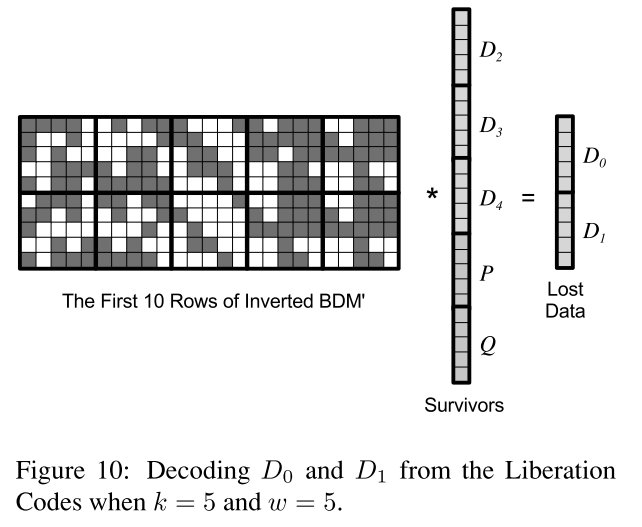 D₂
D₃
D₄
P
Q
*
=
D₀
D₁
The First 10 Rows of Inverted BDM'
Lost
Data
Survivors
Figure 10: Decoding D₀ and D₁ from the Liberation
Codes when k = 5 and w = 5.